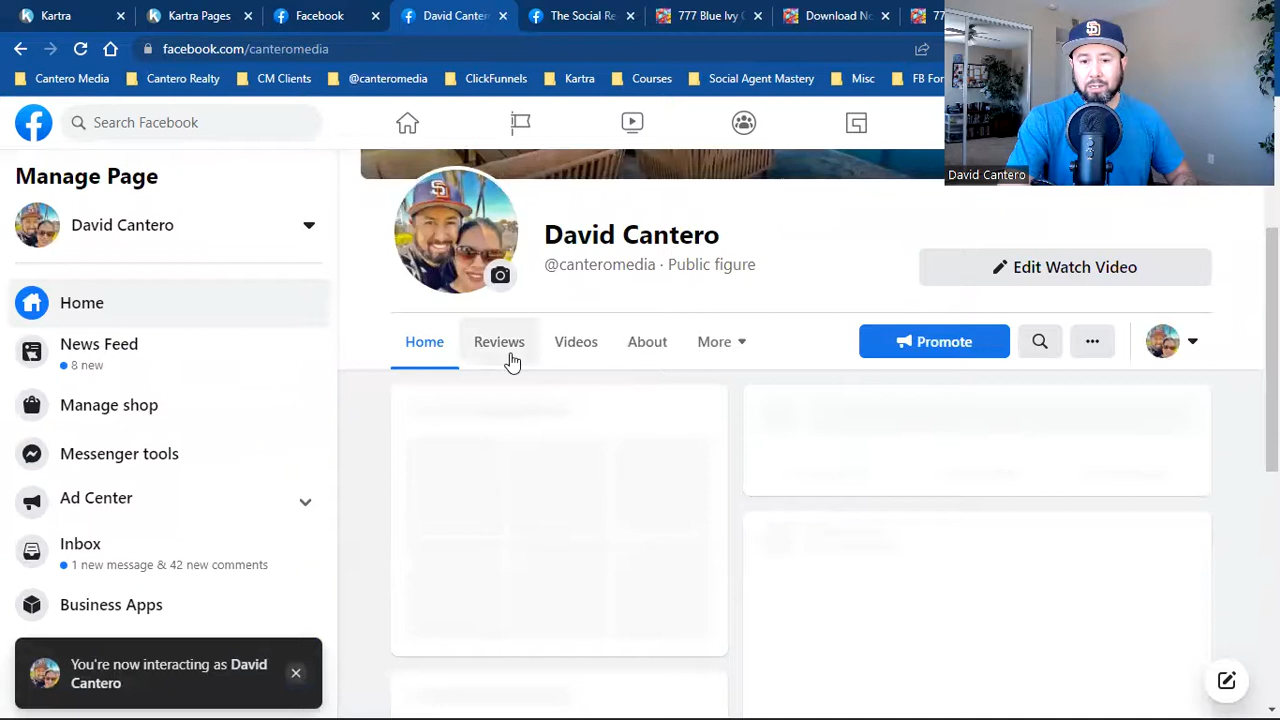 Kartra
Kartra Pages
Facebook
David Canter
The Social Re
777 Blue Ivy
Download No
facebook.com/canteromedia
Cantero Media
Cantero Realty
CM Clients
@canteromedia
ClickFunnels
Kartra
Courses
Social Agent Mastery
Misc
FB For
Search Facebook
David Cantero
Manage Page
David Cantero
David Cantero
@canteromedia · Public figure
Edit Watch Video
Home
News Feed
8 new
Home
Reviews
Videos
About
More
Promote
Manage shop
Messenger tools
Ad Center
Inbox
1 new message & 42 new comments
Business Apps
You're now interacting as David
Cantero